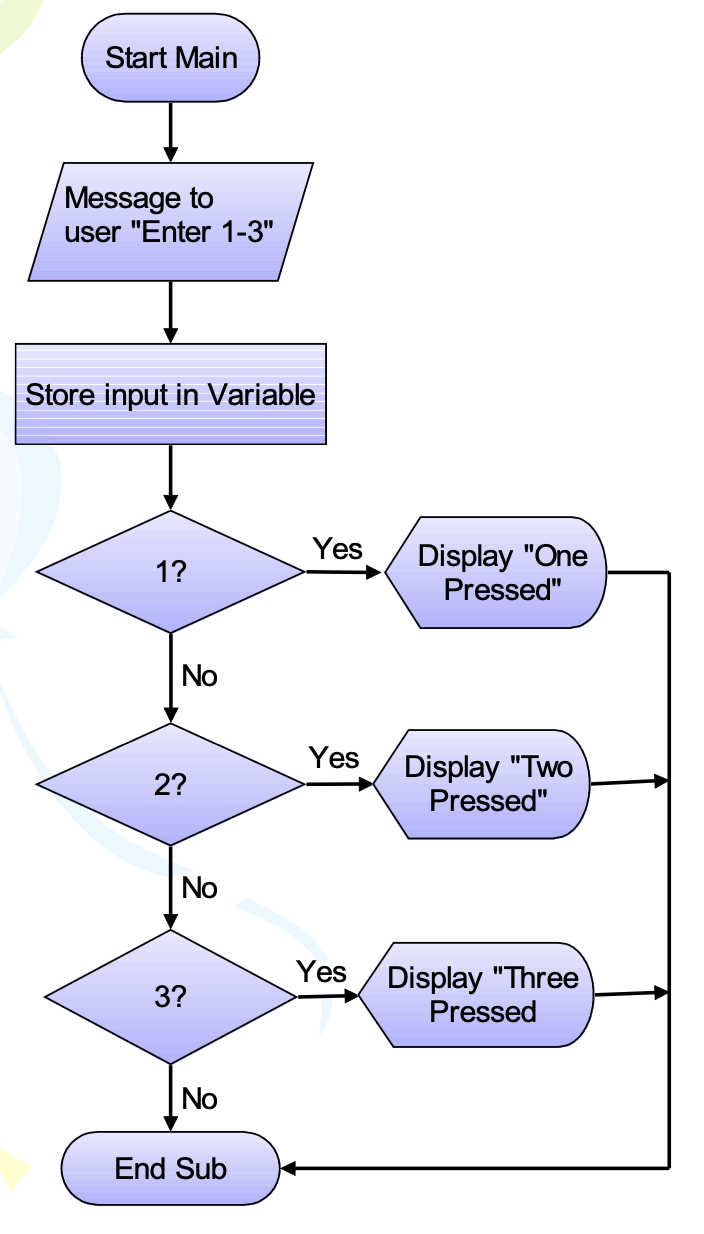 Start Main
Message to
user "Enter 1-3"
Store input in Variable
1?
Yes
Display "One
Pressed"
No
2?
Yes
Display "Two
Pressed"
No
3?
Yes
Display "Three
Pressed
No
End Sub